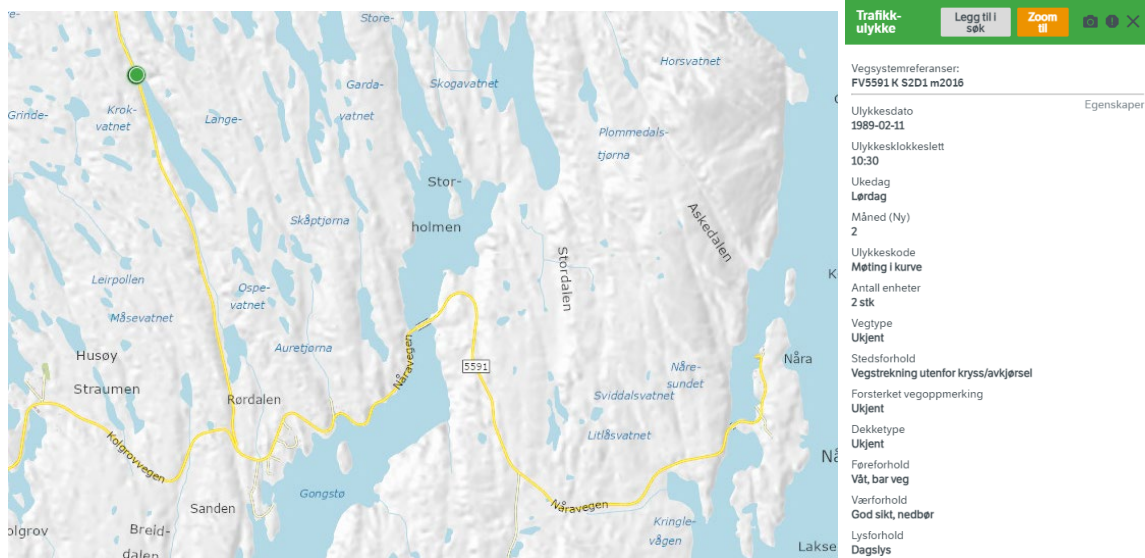 Store-
Horsvatnet
Garda-
vatnet
Skogavatnet
Grinde-
Krok-
vatnet
Lange-
Plommedals-
tjørna
Stor-
holmen
Skåptjørna
Askedalen
Stordalen
Leirpollen
Måsevatnet
Ospe-
vatnet
Auretjørna
Husøy
Straumen
Rørdalen
Nåravegen
5591
Nåre-
sundet
Nåra
Sviddalsvatnet
Litlåsvatnet
Kolgrovvegen
Gongstø
Nåravegen
Sanden
Kringle-
vågen
olgrov
Breid-
dalen
Lakse
Trafikk-
ulykke
Legg til i
søk
Zoom
til
Vegsystemreferanser:
FV5591 K S2D1 m2016
Egenskaper
Ulykkesdato
1989-02-11
Ulykkesklokkeslett
10:30
Ukedag
Lørdag
Måned (Ny)
2
Ulykkeskode
Møting i kurve
Antall enheter
2 stk
Vegtype
Ukjent
Stedsforhold
Vegstrekning utenfor kryss/avkjørsel
Forsterket vegoppmerking
Ukjent
Dekketype
Ukjent
Føreforhold
Våt, bar veg
Værforhold
God sikt, nedbør
Lysforhold
Dagslys